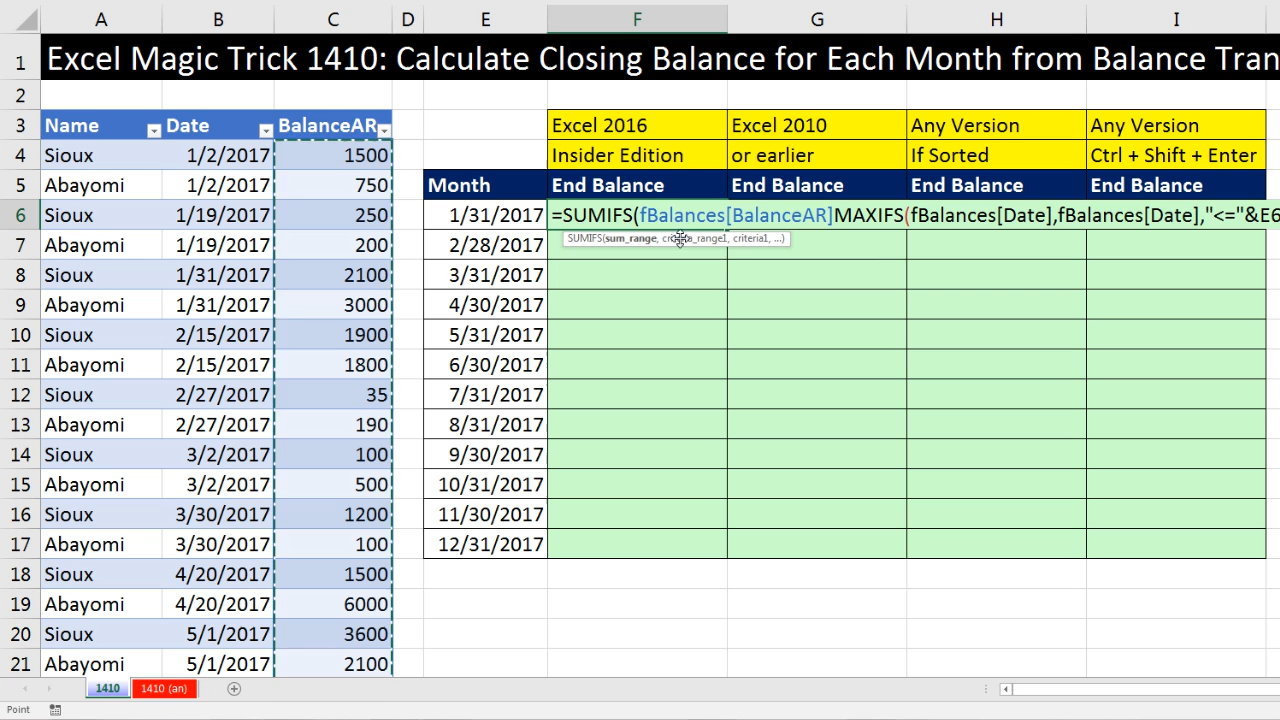 A B C D E F G H I
1 Excel Magic Trick 1410: Calculate Closing Balance for Each Month from Balance Tran
2
3 Name Date BalanceAR Excel 2016 Excel 2010 Any Version Any Version
4 Sioux 1/2/2017 1500 Insider Edition or earlier If Sorted Ctrl + Shift + Enter
5 Abayomi 1/2/2017 750 Month End Balance End Balance End Balance End Balance
6 Sioux 1/19/2017 250 1/31/2017 =SUMIFS(fBalances[BalanceAR]MAXIFS(fBalances[Date],fBalances[Date],"<="&E6
7 Abayomi 1/19/2017 200 2/28/2017 SUMIFS(sum_range, criteria_range1, criteria1, ...)
8 Sioux 1/31/2017 2100 3/31/2017
9 Abayomi 1/31/2017 3000 4/30/2017
10 Sioux 2/15/2017 1900 5/31/2017
11 Abayomi 2/15/2017 1800 6/30/2017
12 Sioux 2/27/2017 35 7/31/2017
13 Abayomi 2/27/2017 190 8/31/2017
14 Sioux 3/2/2017 100 9/30/2017
15 Abayomi 3/2/2017 500 10/31/2017
16 Sioux 3/30/2017 1200 11/30/2017
17 Abayomi 3/30/2017 100 12/31/2017
18 Sioux 4/20/2017 1500
19 Abayomi 4/20/2017 6000
20 Sioux 5/1/2017 3600
21 Abayomi 5/1/2017 2100
1410 1410 (an)
Point